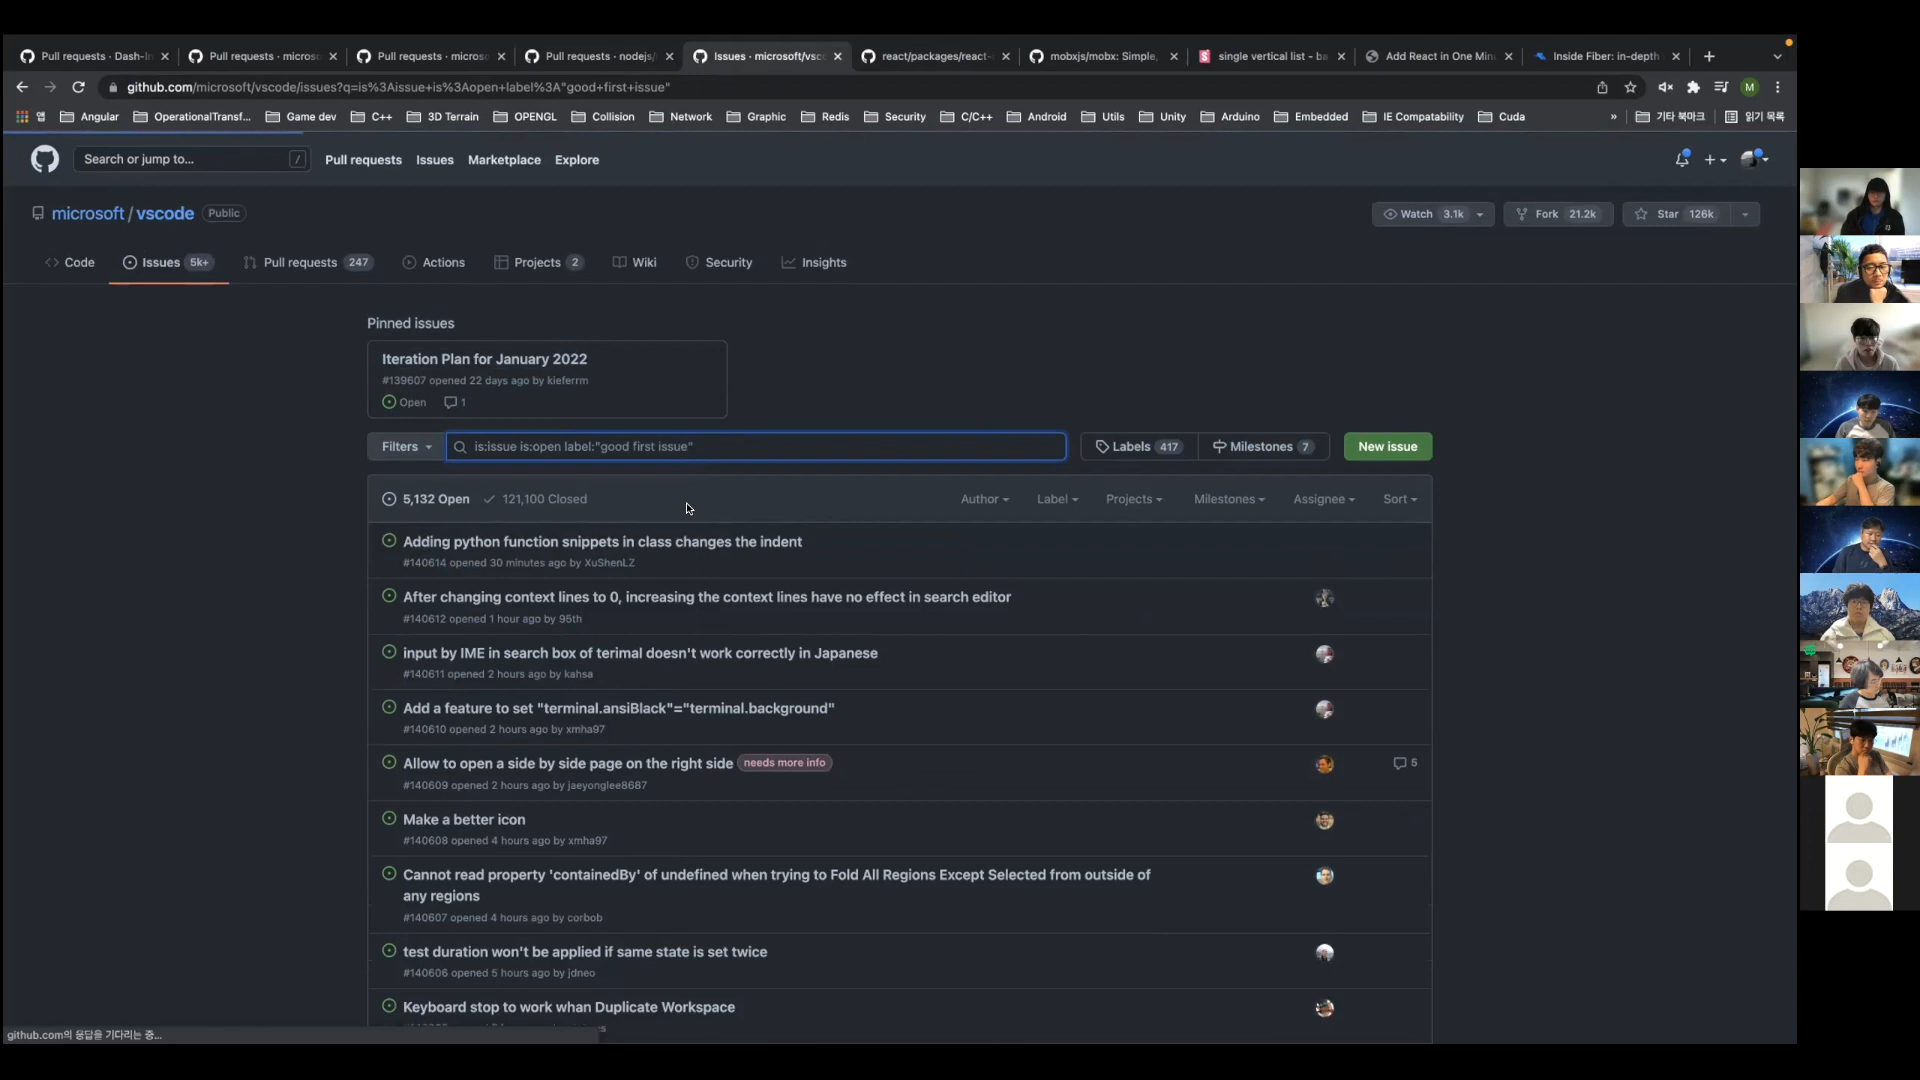 Pull requests · Dash-In
Pull requests · micros
Pull requests · micros
Pull requests · nodejs/
Issues · microsoft/vsc
react/packages/react-
mobxjs/mobx: Simple,
single vertical list - ba
Add React in One Min
Inside Fiber: in-depth
github.com/microsoft/vscode/issues?q=is%3Aissue+is%3Aopen+label%3A"good+first+issue"
M
앱 Angular OperationalTransf... Game dev C++ 3D Terrain OPENGL Collision Network Graphic Redis Security C/C++ Android Utils Unity Arduino Embedded IE Compatability Cuda » 기타 북마크 읽기 목록
Search or jump to... / Pull requests Issues Marketplace Explore
microsoft / vscode Public
Watch 3.1k Fork 21.2k Star 126k
Code Issues 5k+ Pull requests 247 Actions Projects 2 Wiki Security Insights
Pinned issues
Iteration Plan for January 2022
#139607 opened 22 days ago by kieferrm
Open 1
Filters is:issue is:open label:"good first issue" Labels 417 Milestones 7 New issue
5,132 Open 121,100 Closed Author Label Projects Milestones Assignee Sort
Adding python function snippets in class changes the indent
#140614 opened 30 minutes ago by XuShenLZ
After changing context lines to 0, increasing the context lines have no effect in search editor
#140612 opened 1 hour ago by 95th
input by IME in search box of terimal doesn't work correctly in Japanese
#140611 opened 2 hours ago by kahsa
Add a feature to set "terminal.ansiBlack"="terminal.background"
#140610 opened 2 hours ago by xmha97
Allow to open a side by side page on the right side needs more info 5
#140609 opened 2 hours ago by jaeyonglee8687
Make a better icon
#140608 opened 4 hours ago by xmha97
Cannot read property 'containedBy' of undefined when trying to Fold All Regions Except Selected from outside of
any regions
#140607 opened 4 hours ago by corbob
test duration won't be applied if same state is set twice
#140606 opened 5 hours ago by jdneo
Keyboard stop to work whan Duplicate Workspace
github.com의 응답을 기다리는 중...